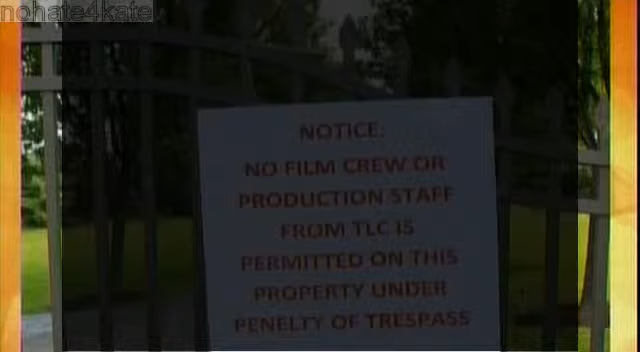 nohate4kate
NOTICE:
NO FILM CREW OR
PRODUCTION STAFF
FROM TLC IS
PERMITTED ON THIS
PROPERTY UNDER
PENELTY OF TRESPASS